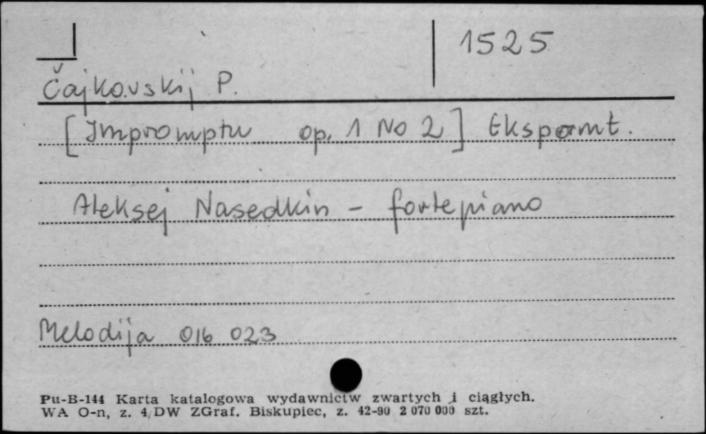 1525
Čajkovskij P.
[Impromptu op. 1 No 2] Ekspromt.
Aleksej Nasedkin - fortepiano
Melodija 016 023
Pu-B-144 Karta katalogowa wydawnictw zwartych i ciągłych.
WA O-n, z. 4/DW ZGraf. Biskupiec, z. 42-90 2 070 000 szt.